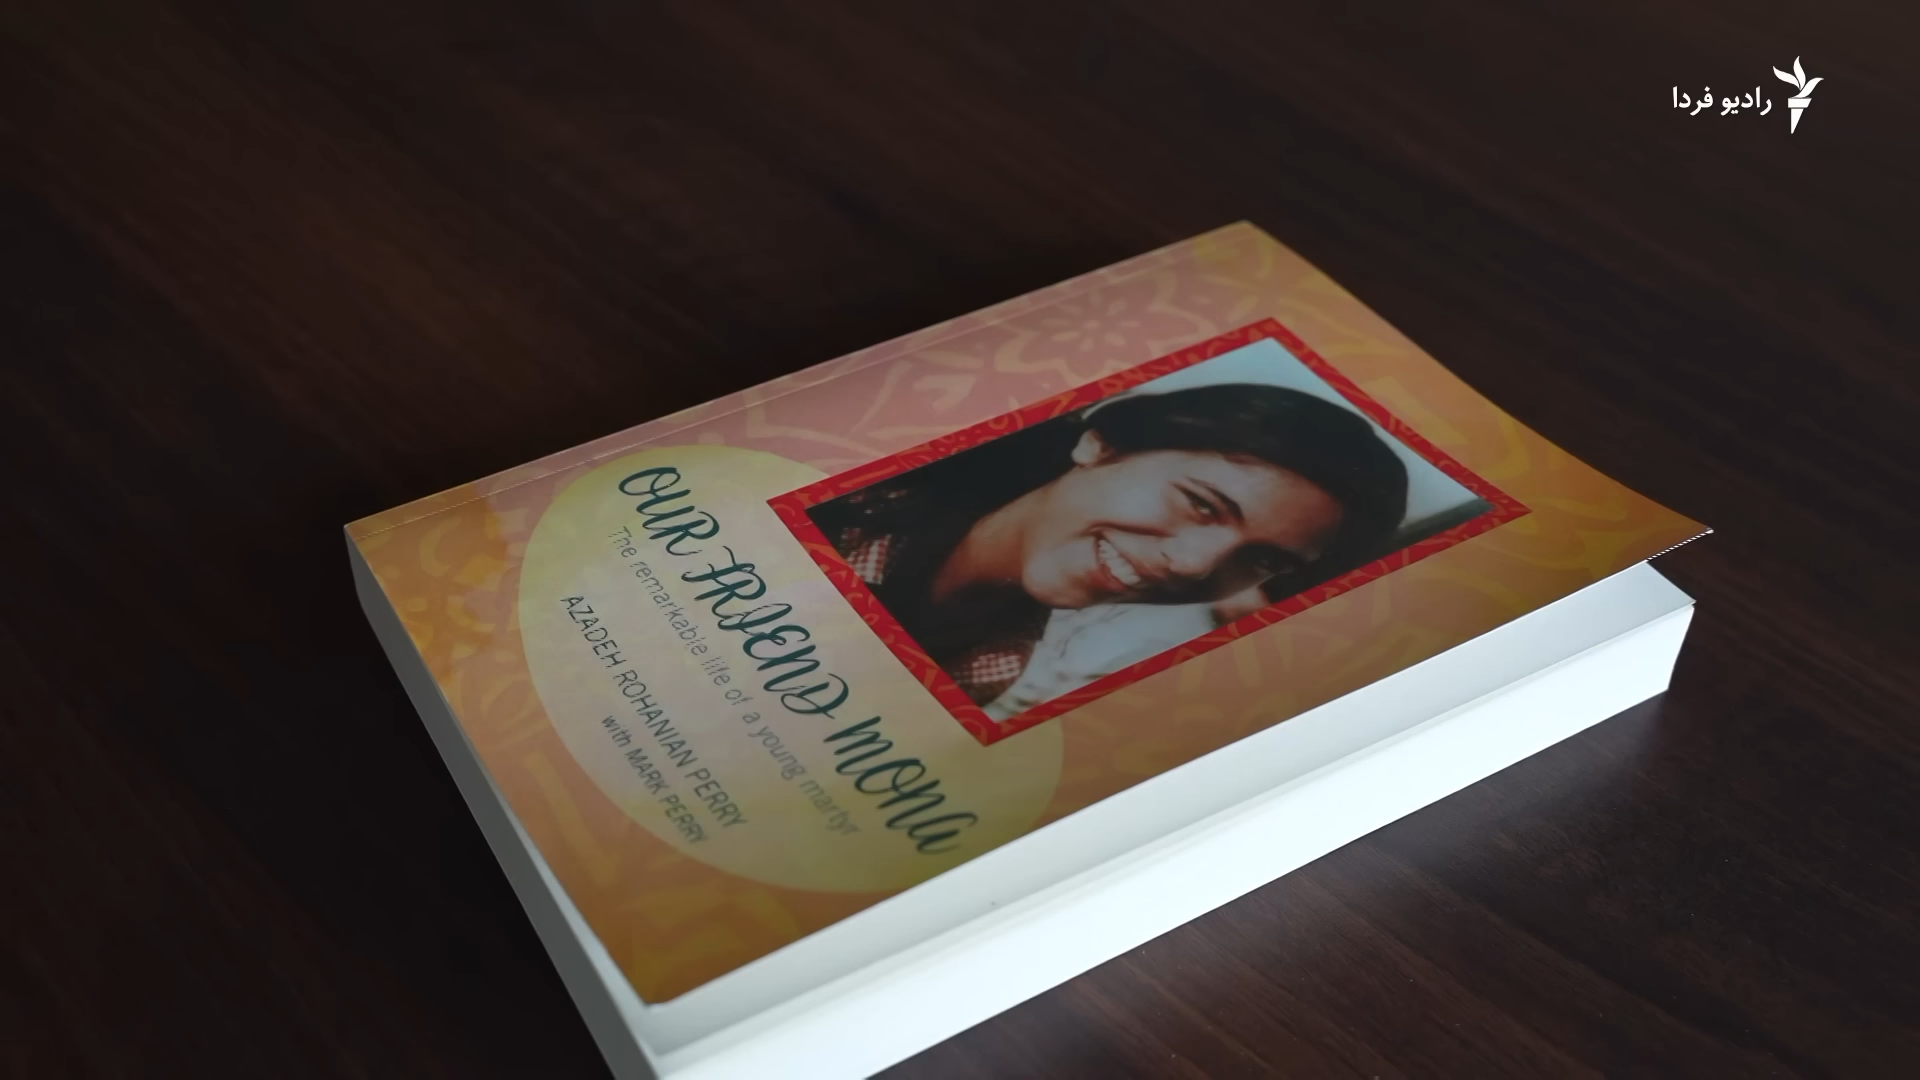 رادیو فردا
OUR FRIEND MONA
The remarkable life of a young martyr
AZADEH ROHANIAN PERRY
with MARK PERRY